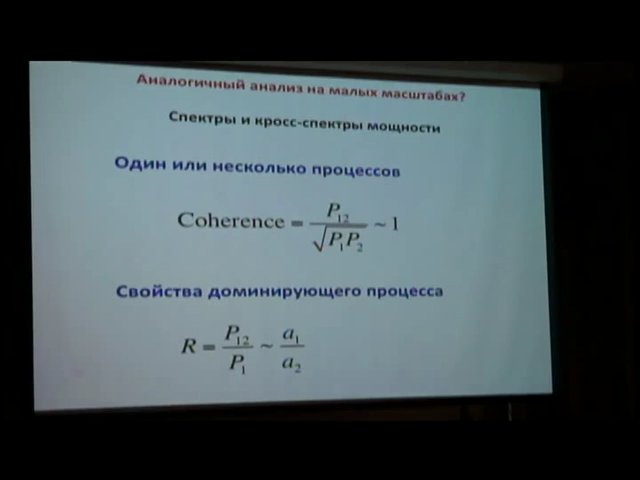 Аналогичный анализ на малых масштабах?
Спектры и кросс-спектры мощности
Один или несколько процессов
Coherence = P₁₂ / √(P₁P₂) ~ 1
Свойства доминирующего процесса
R = P₁₂ / P₁ ~ a₁ / a₂